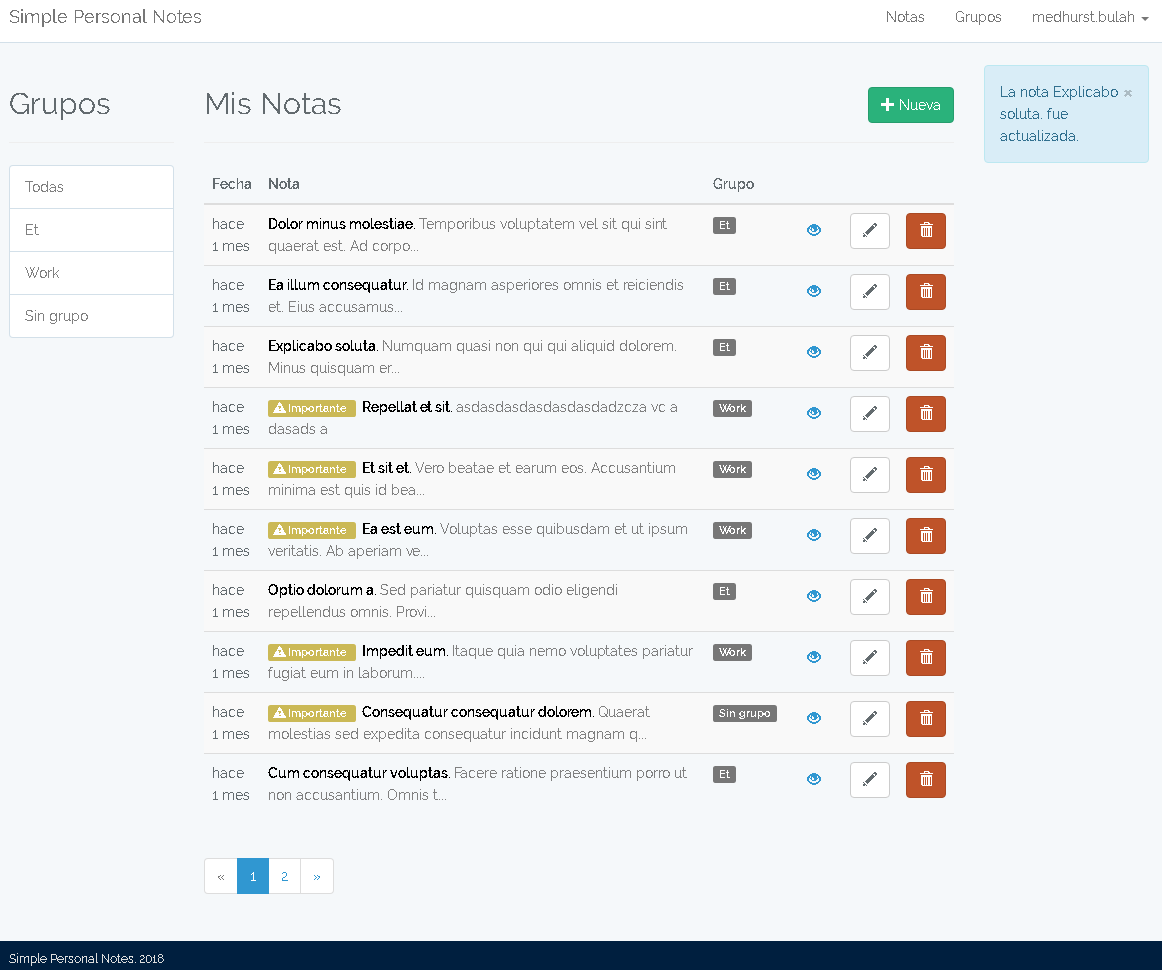 Simple Personal Notes
Notas Grupos medhurst.bulah
Grupos
Todas
Et
Work
Sin grupo
Mis Notas
Nueva
La nota Explicabo ×
soluta. fue
actualizada.
Fecha Nota Grupo
hace Dolor minus molestiae. Temporibus voluptatem vel sit qui sint Et
1 mes quaerat est. Ad corpo...
hace Ea illum consequatur. Id magnam asperiores omnis et reiciendis Et
1 mes et. Eius accusamus...
hace Explicabo soluta. Numquam quasi non qui qui aliquid dolorem. Et
1 mes Minus quisquam er...
hace Importante Repellat et sit. asdasdasdasdasdasdadzcza vc a Work
1 mes dasads a
hace Importante Et sit et. Vero beatae et earum eos. Accusantium Work
1 mes minima est quis id bea...
hace Importante Ea est eum. Voluptas esse quibusdam et ut ipsum Work
1 mes veritatis. Ab aperiam ve...
hace Optio dolorum a. Sed pariatur quisquam odio eligendi Et
1 mes repellendus omnis. Provi...
hace Importante Impedit eum. Itaque quia nemo voluptates pariatur Work
1 mes fugiat eum in laborum....
hace Importante Consequatur consequatur dolorem. Quaerat Sin grupo
1 mes molestias sed expedita consequatur incidunt magnam q...
hace Cum consequatur voluptas. Facere ratione praesentium porro ut Et
1 mes non accusantium. Omnis t...
« 1 2 »
Simple Personal Notes. 2018